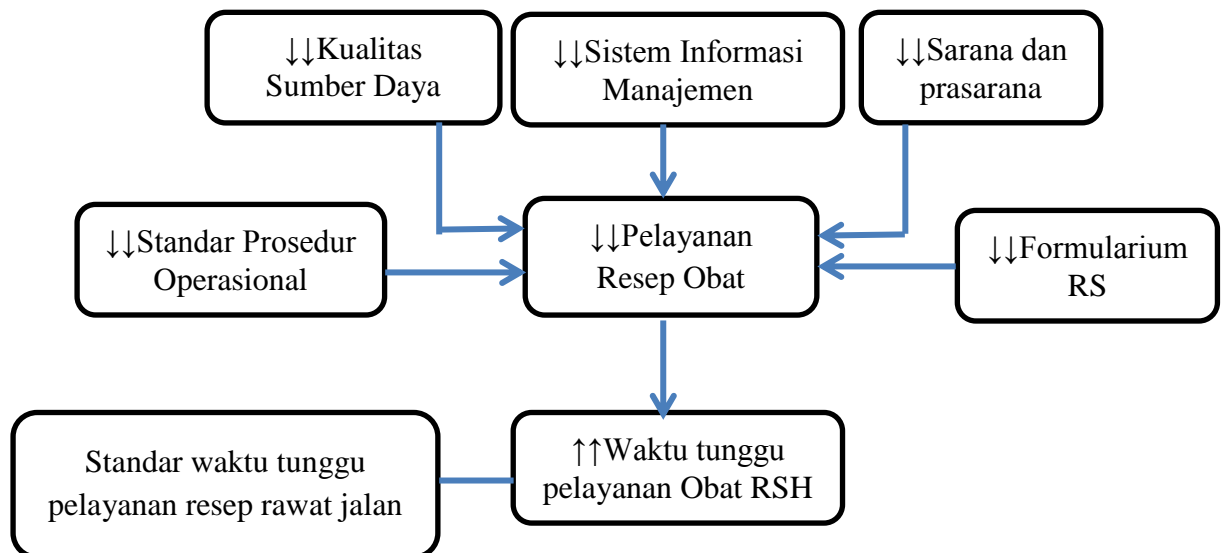 ↓↓Kualitas
Sumber Daya
↓↓Sistem Informasi
Manajemen
↓↓Sarana dan
prasarana
↓↓Standar Prosedur
Operasional
↓↓Pelayanan
Resep Obat
↓↓Formularium
RS
Standar waktu tunggu
pelayanan resep rawat jalan
↑↑Waktu tunggu
pelayanan Obat RSH